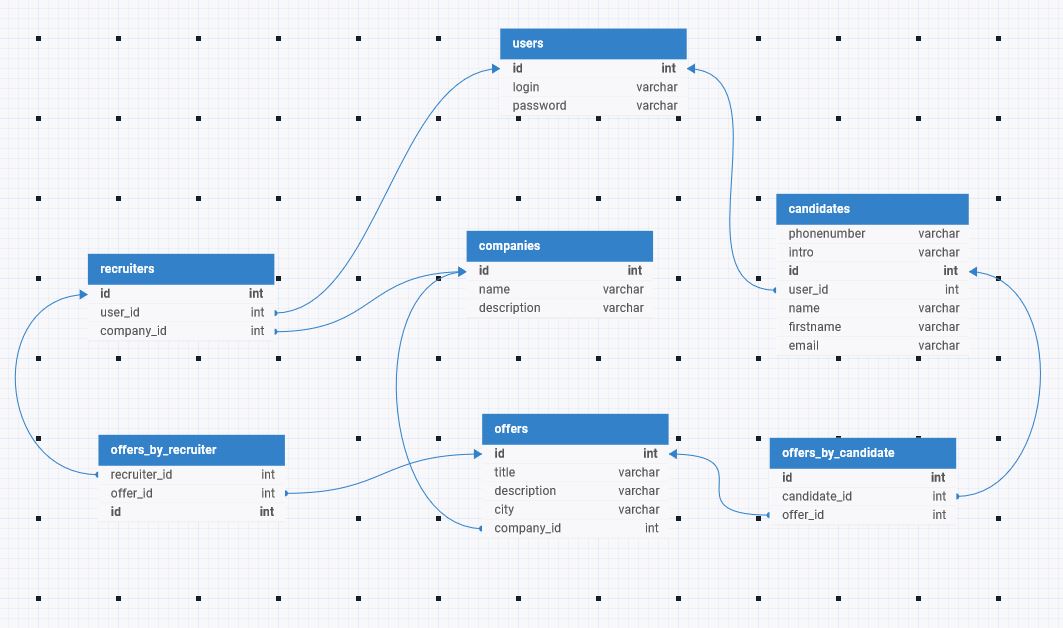 users
id int
login varchar
password varchar
candidates
phonenumber varchar
intro varchar
id int
user_id int
name varchar
firstname varchar
email varchar
companies
id int
name varchar
description varchar
recruiters
id int
user_id int
company_id int
offers
id int
title varchar
description varchar
city varchar
company_id int
offers_by_recruiter
recruiter_id int
offer_id int
id int
offers_by_candidate
id int
candidate_id int
offer_id int